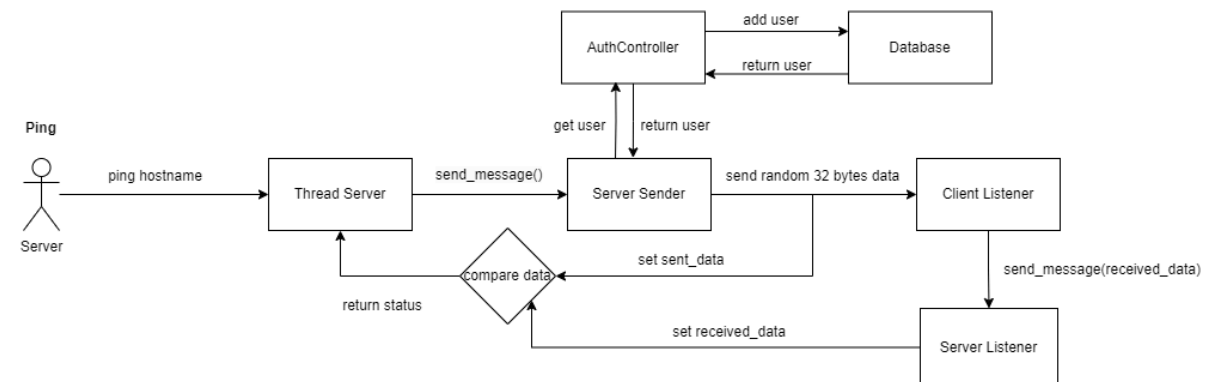 add user
AuthController
Database
return user
Ping
get user
return user
ping hostname
send_message()
send random 32 bytes data
Thread Server
Server Sender
Client Listener
Server
set sent_data
compare data
send_message(received_data)
return status
set received_data
Server Listener